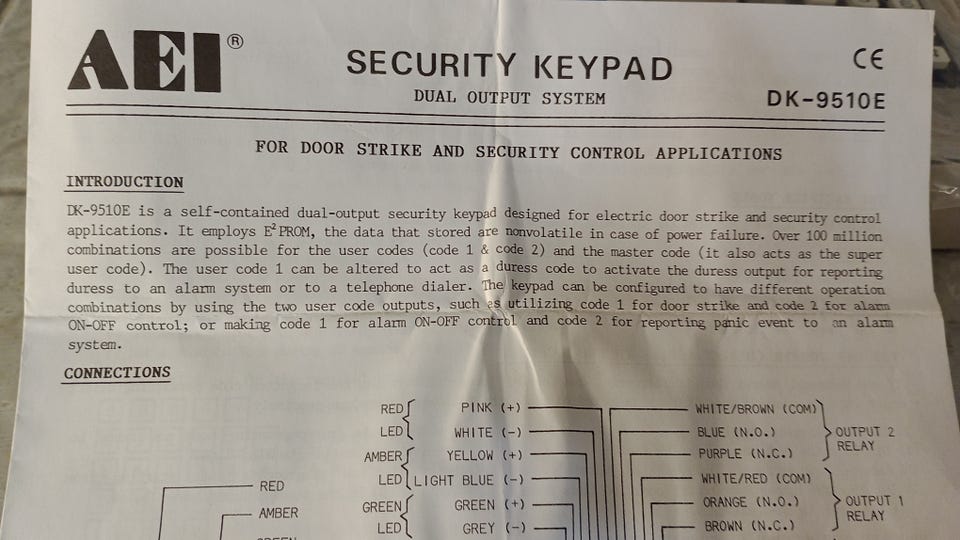 AEI®
SECURITY KEYPAD
CE
DUAL OUTPUT SYSTEM
DK-9510E
FOR DOOR STRIKE AND SECURITY CONTROL APPLICATIONS
INTRODUCTION
DK-9510E is a self-contained dual-output security keypad designed for electric door strike and security control
applications. It employs E²PROM, the data that stored are nonvolatile in case of power failure. Over 100 million
combinations are possible for the user codes (code 1 & code 2) and the master code (it also acts as the super
user code). The user code 1 can be altered to act as a duress code to activate the duress output for reporting
duress to an alarm system or to a telephone dialer. The keypad can be configured to have different operation
combinations by using the two user code outputs, such as utilizing code 1 for door strike and code 2 for alarm
ON-OFF control; or making code 1 for alarm ON-OFF control and code 2 for reporting panic event to an alarm
system.
CONNECTIONS
RED
LED
PINK (+)
WHITE (-)
AMBER
LED
YELLOW (+)
LIGHT BLUE (-)
GREEN
LED
GREEN (+)
GREY (-)
WHITE/BROWN (COM)
BLUE (N.O.)
PURPLE (N.C.)
OUTPUT 2
RELAY
WHITE/RED (COM)
ORANGE (N.O.)
BROWN (N.C.)
OUTPUT 1
RELAY
RED
AMBER
GREEN